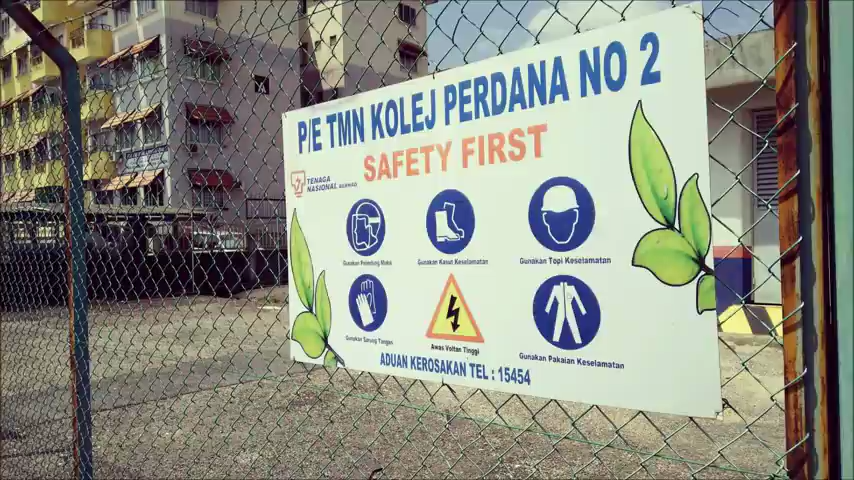 P/E TMN KOLEJ PERDANA NO 2
SAFETY FIRST
TENAGA
NASIONAL BERHAD
Gunakan Pelindung Muka
Gunakan Kasut Keselamatan
Gunakan Topi Keselamatan
Gunakan Sarung Tangan
Awas Voltan Tinggi
Gunakan Pakaian Keselamatan
ADUAN KEROSAKAN TEL : 15454